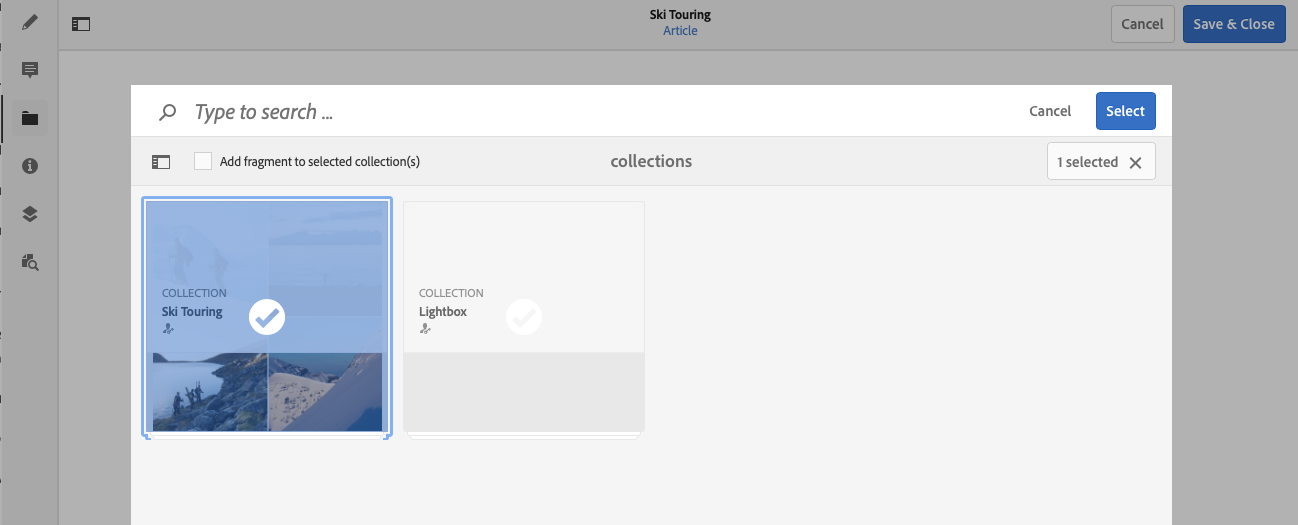 Ski Touring
Article
Cancel
Save & Close
Type to search ...
Cancel
Select
Add fragment to selected collection(s)
collections
1 selected
COLLECTION
Ski Touring
COLLECTION
Lightbox